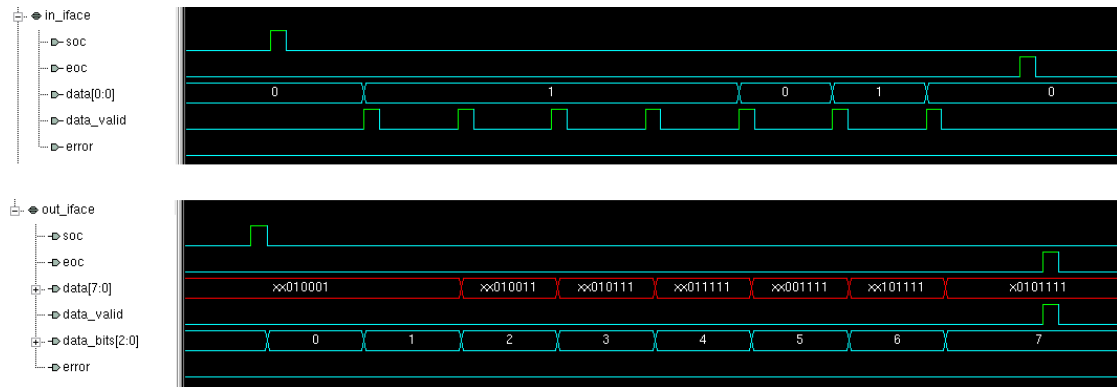 in_iface
soc
eoc
data[0:0] 0 1 0 1 0
data_valid
error
out_iface
soc
eoc
data[7:0] xx010001 xx010011 xx010111 xx011111 xx001111 xx101111 x0101111
data_valid
data_bits[2:0] 0 1 2 3 4 5 6 7
error